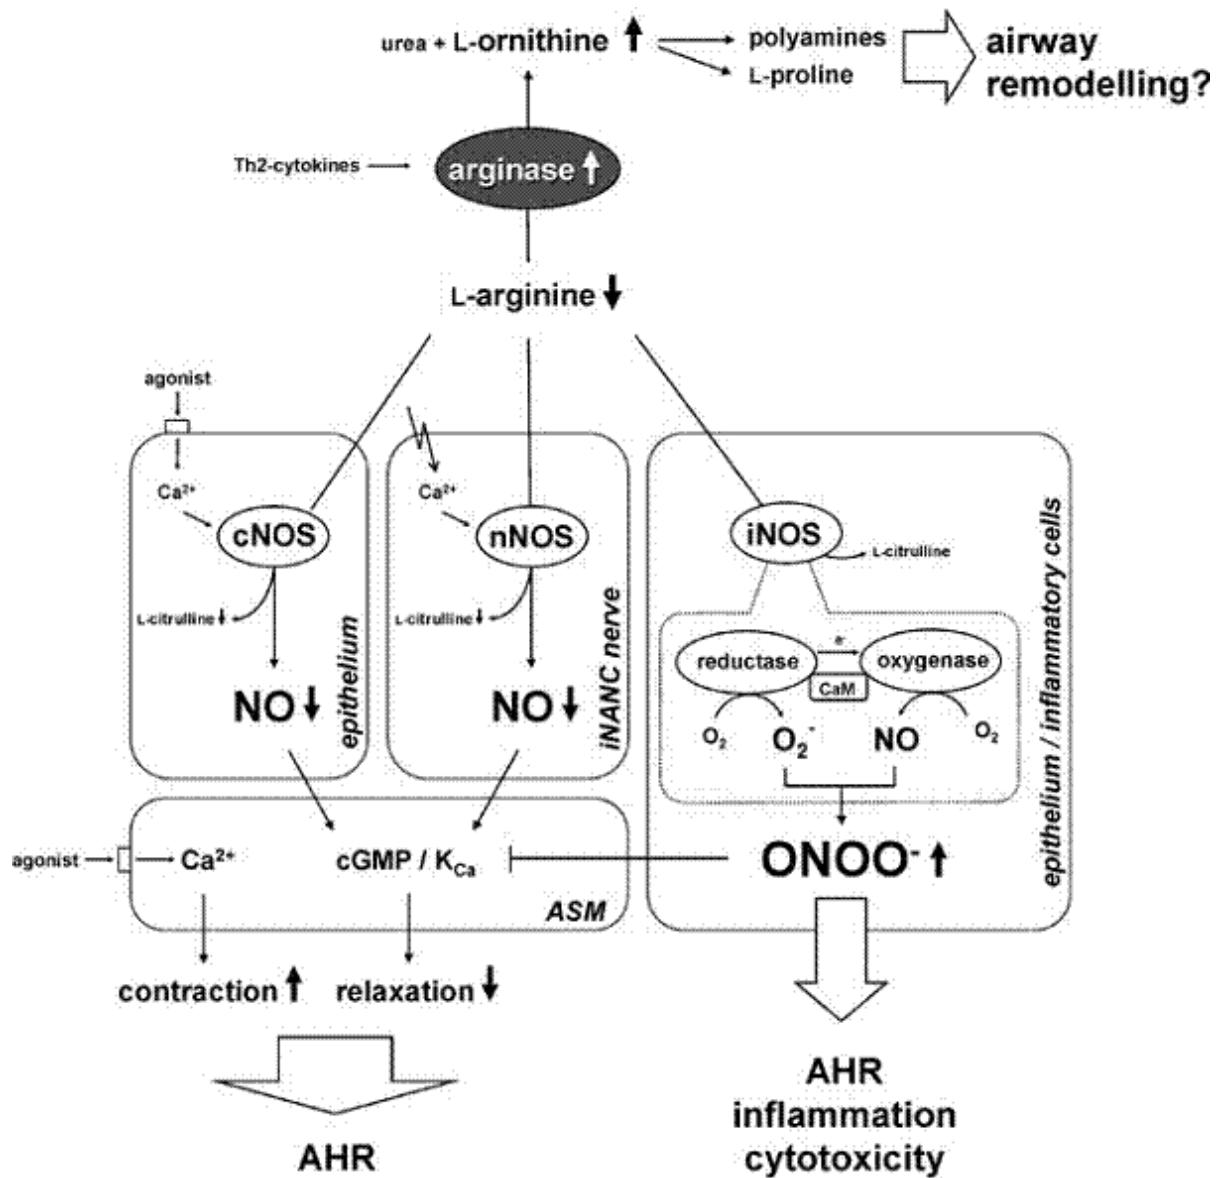 urea + L-ornithine
polyamines
L-proline
airway
remodelling?
Th2-cytokines
arginase
L-arginine
agonist
Ca2+
cNOS
L-citrulline
NO
epithelium
Ca2+
nNOS
L-citrulline
NO
iNANC nerve
iNOS
L-citrulline
reductase
e-
oxygenase
CaM
O2
O2-
NO
O2
ONOO-
epithelium / inflammatory cells
agonist
Ca2+
cGMP / KCa
ASM
contraction
relaxation
AHR
AHR
inflammation
cytotoxicity